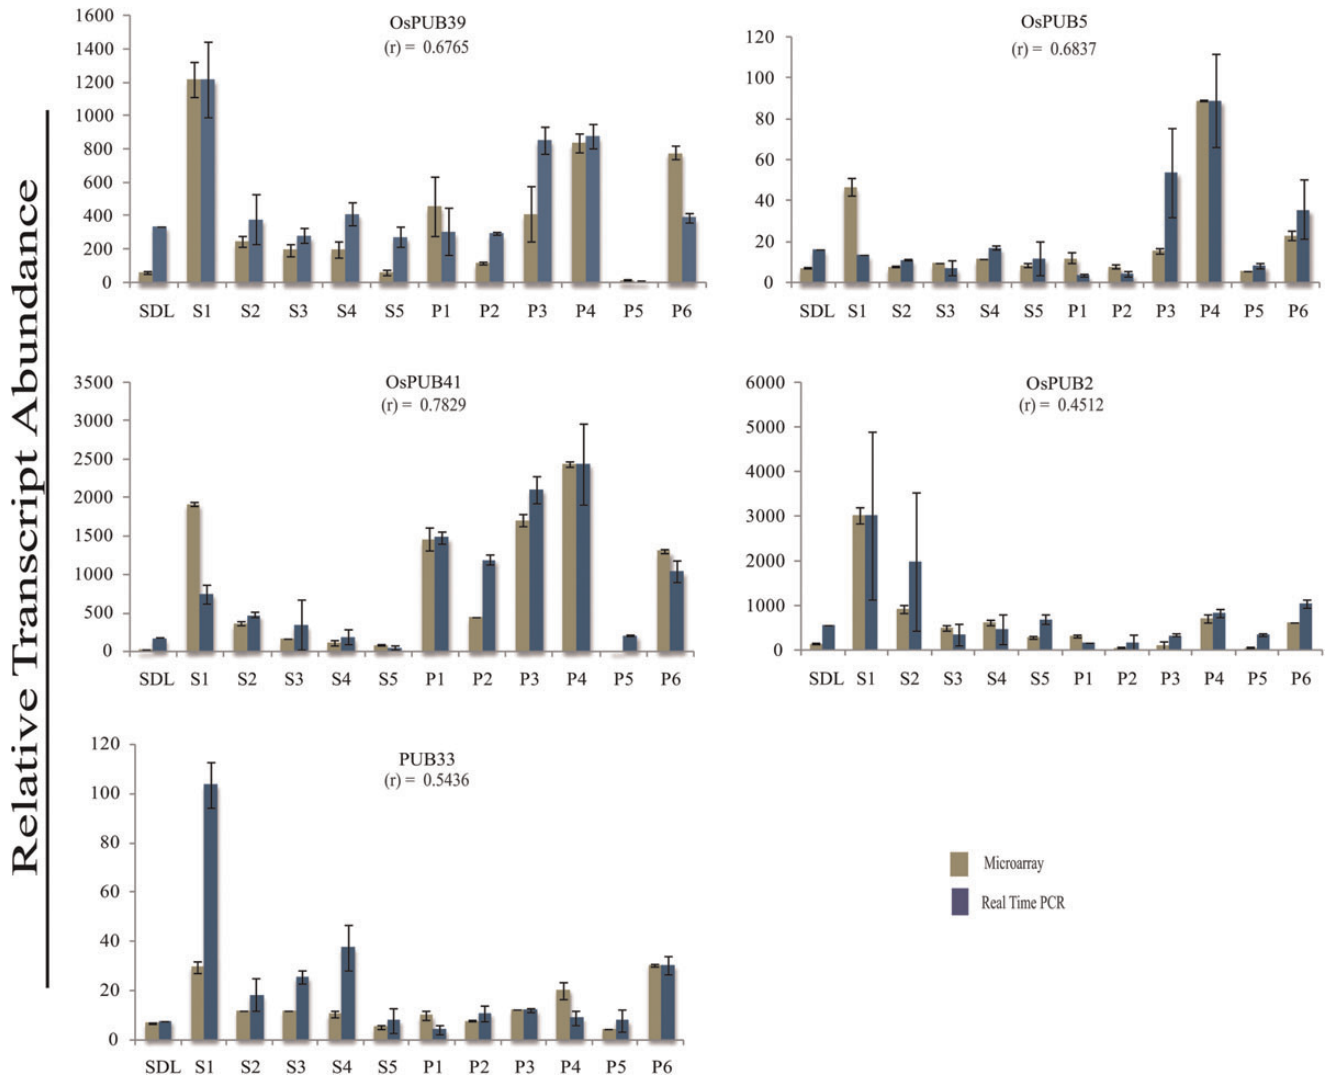 Relative Transcript Abundance
OsPUB39
(r) = 0.6765
1600
1400
1200
1000
800
600
400
200
0
SDL S1 S2 S3 S4 S5 P1 P2 P3 P4 P5 P6
OsPUB5
(r) = 0.6837
120
100
80
60
40
20
0
SDL S1 S2 S3 S4 S5 P1 P2 P3 P4 P5 P6
OsPUB41
(r) = 0.7829
3500
3000
2500
2000
1500
1000
500
0
SDL S1 S2 S3 S4 S5 P1 P2 P3 P4 P5 P6
OsPUB2
(r) = 0.4512
6000
5000
4000
3000
2000
1000
0
SDL S1 S2 S3 S4 S5 P1 P2 P3 P4 P5 P6
PUB33
(r) = 0.5436
120
100
80
60
40
20
0
SDL S1 S2 S3 S4 S5 P1 P2 P3 P4 P5 P6
Microarray
Real Time PCR